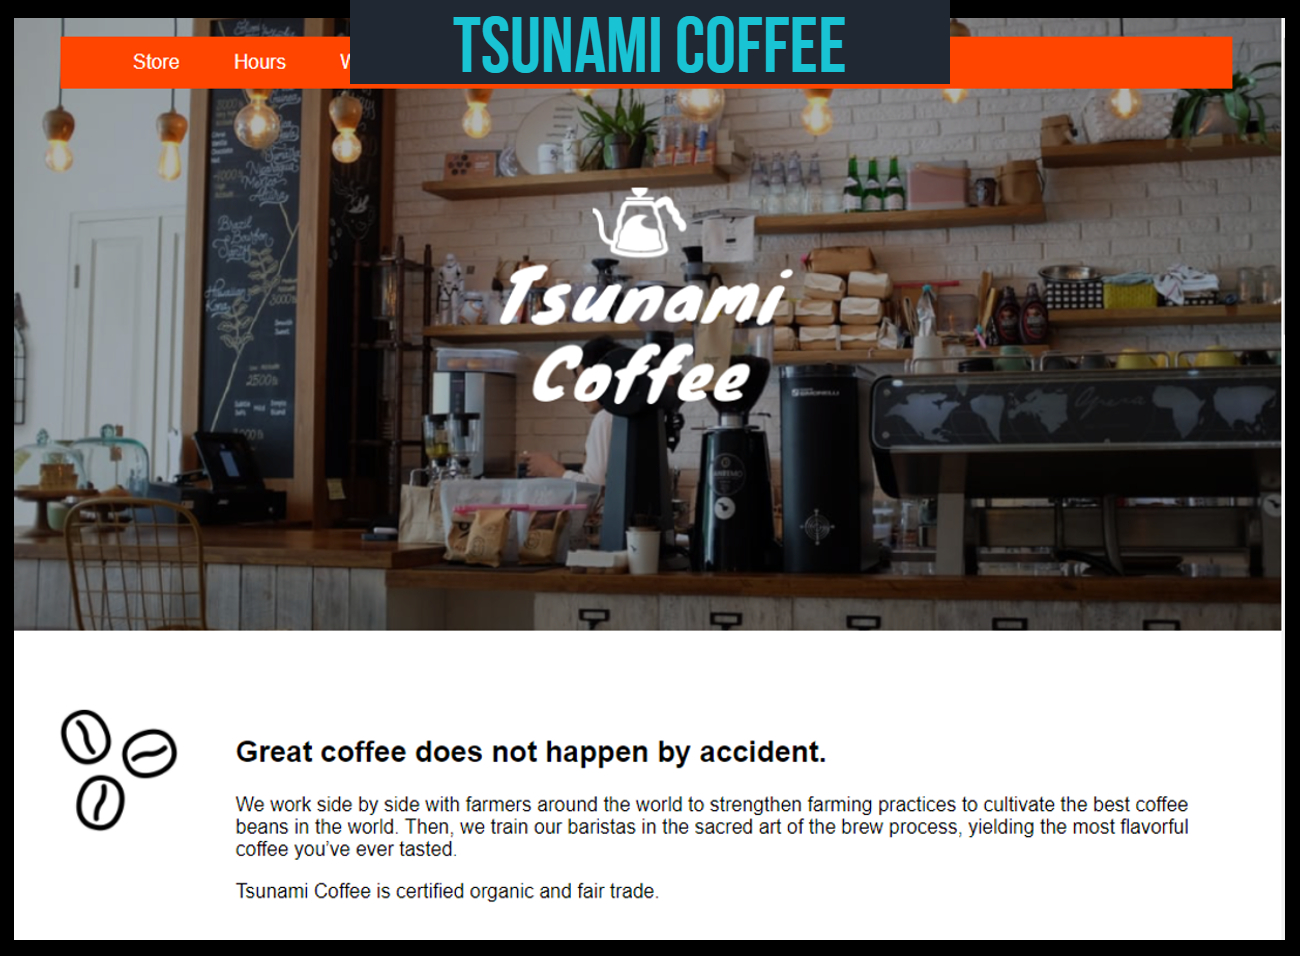 TSUNAMI COFFEE
Store Hours W
Tsunami
Coffee
Brazil
Bourbon
2500
Great coffee does not happen by accident.
We work side by side with farmers around the world to strengthen farming practices to cultivate the best coffee
beans in the world. Then, we train our baristas in the sacred art of the brew process, yielding the most flavorful
coffee you’ve ever tasted.
Tsunami Coffee is certified organic and fair trade.